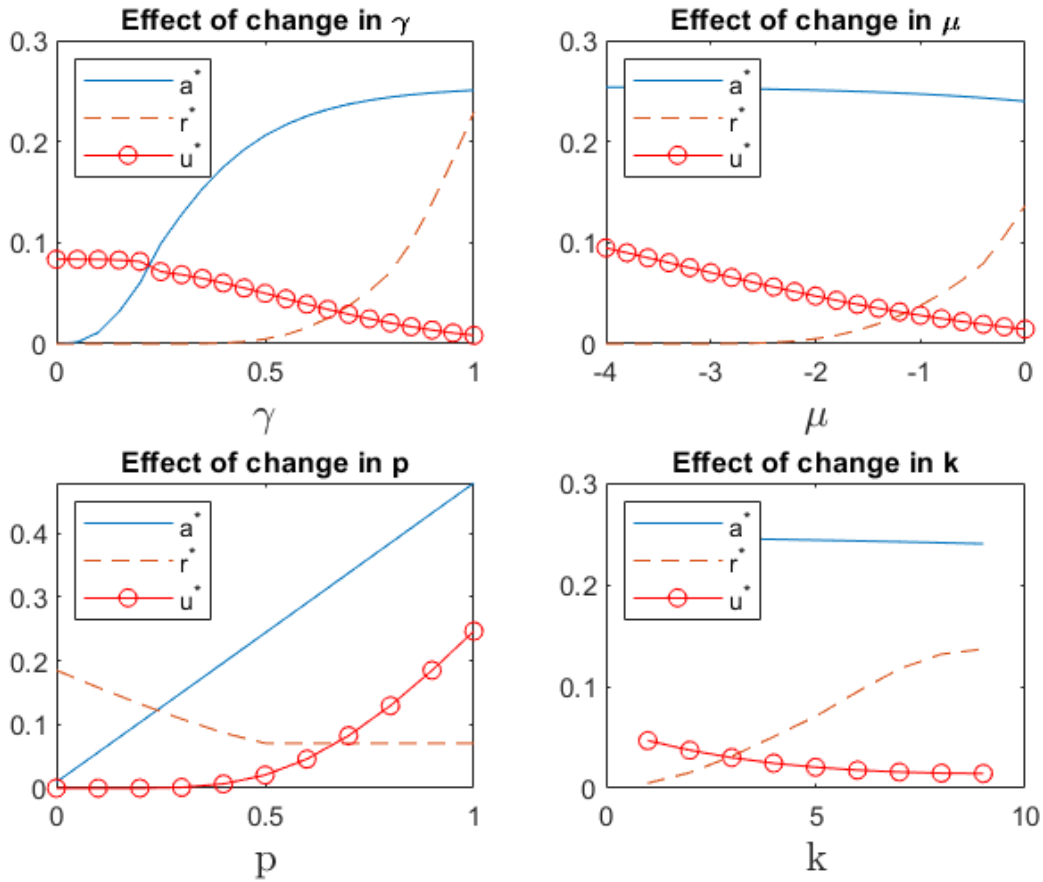 Effect of change in γ
0.3
0.2
0.1
0
a*
r*
u*
0
0.5
1
γ
Effect of change in μ
0.3
0.2
0.1
0
a*
r*
u*
-4
-3
-2
-1
0
μ
Effect of change in p
0.4
0.3
0.2
0.1
0
a*
r*
u*
0
0.5
1
p
Effect of change in k
0.3
0.2
0.1
0
a*
r*
u*
0
5
10
k